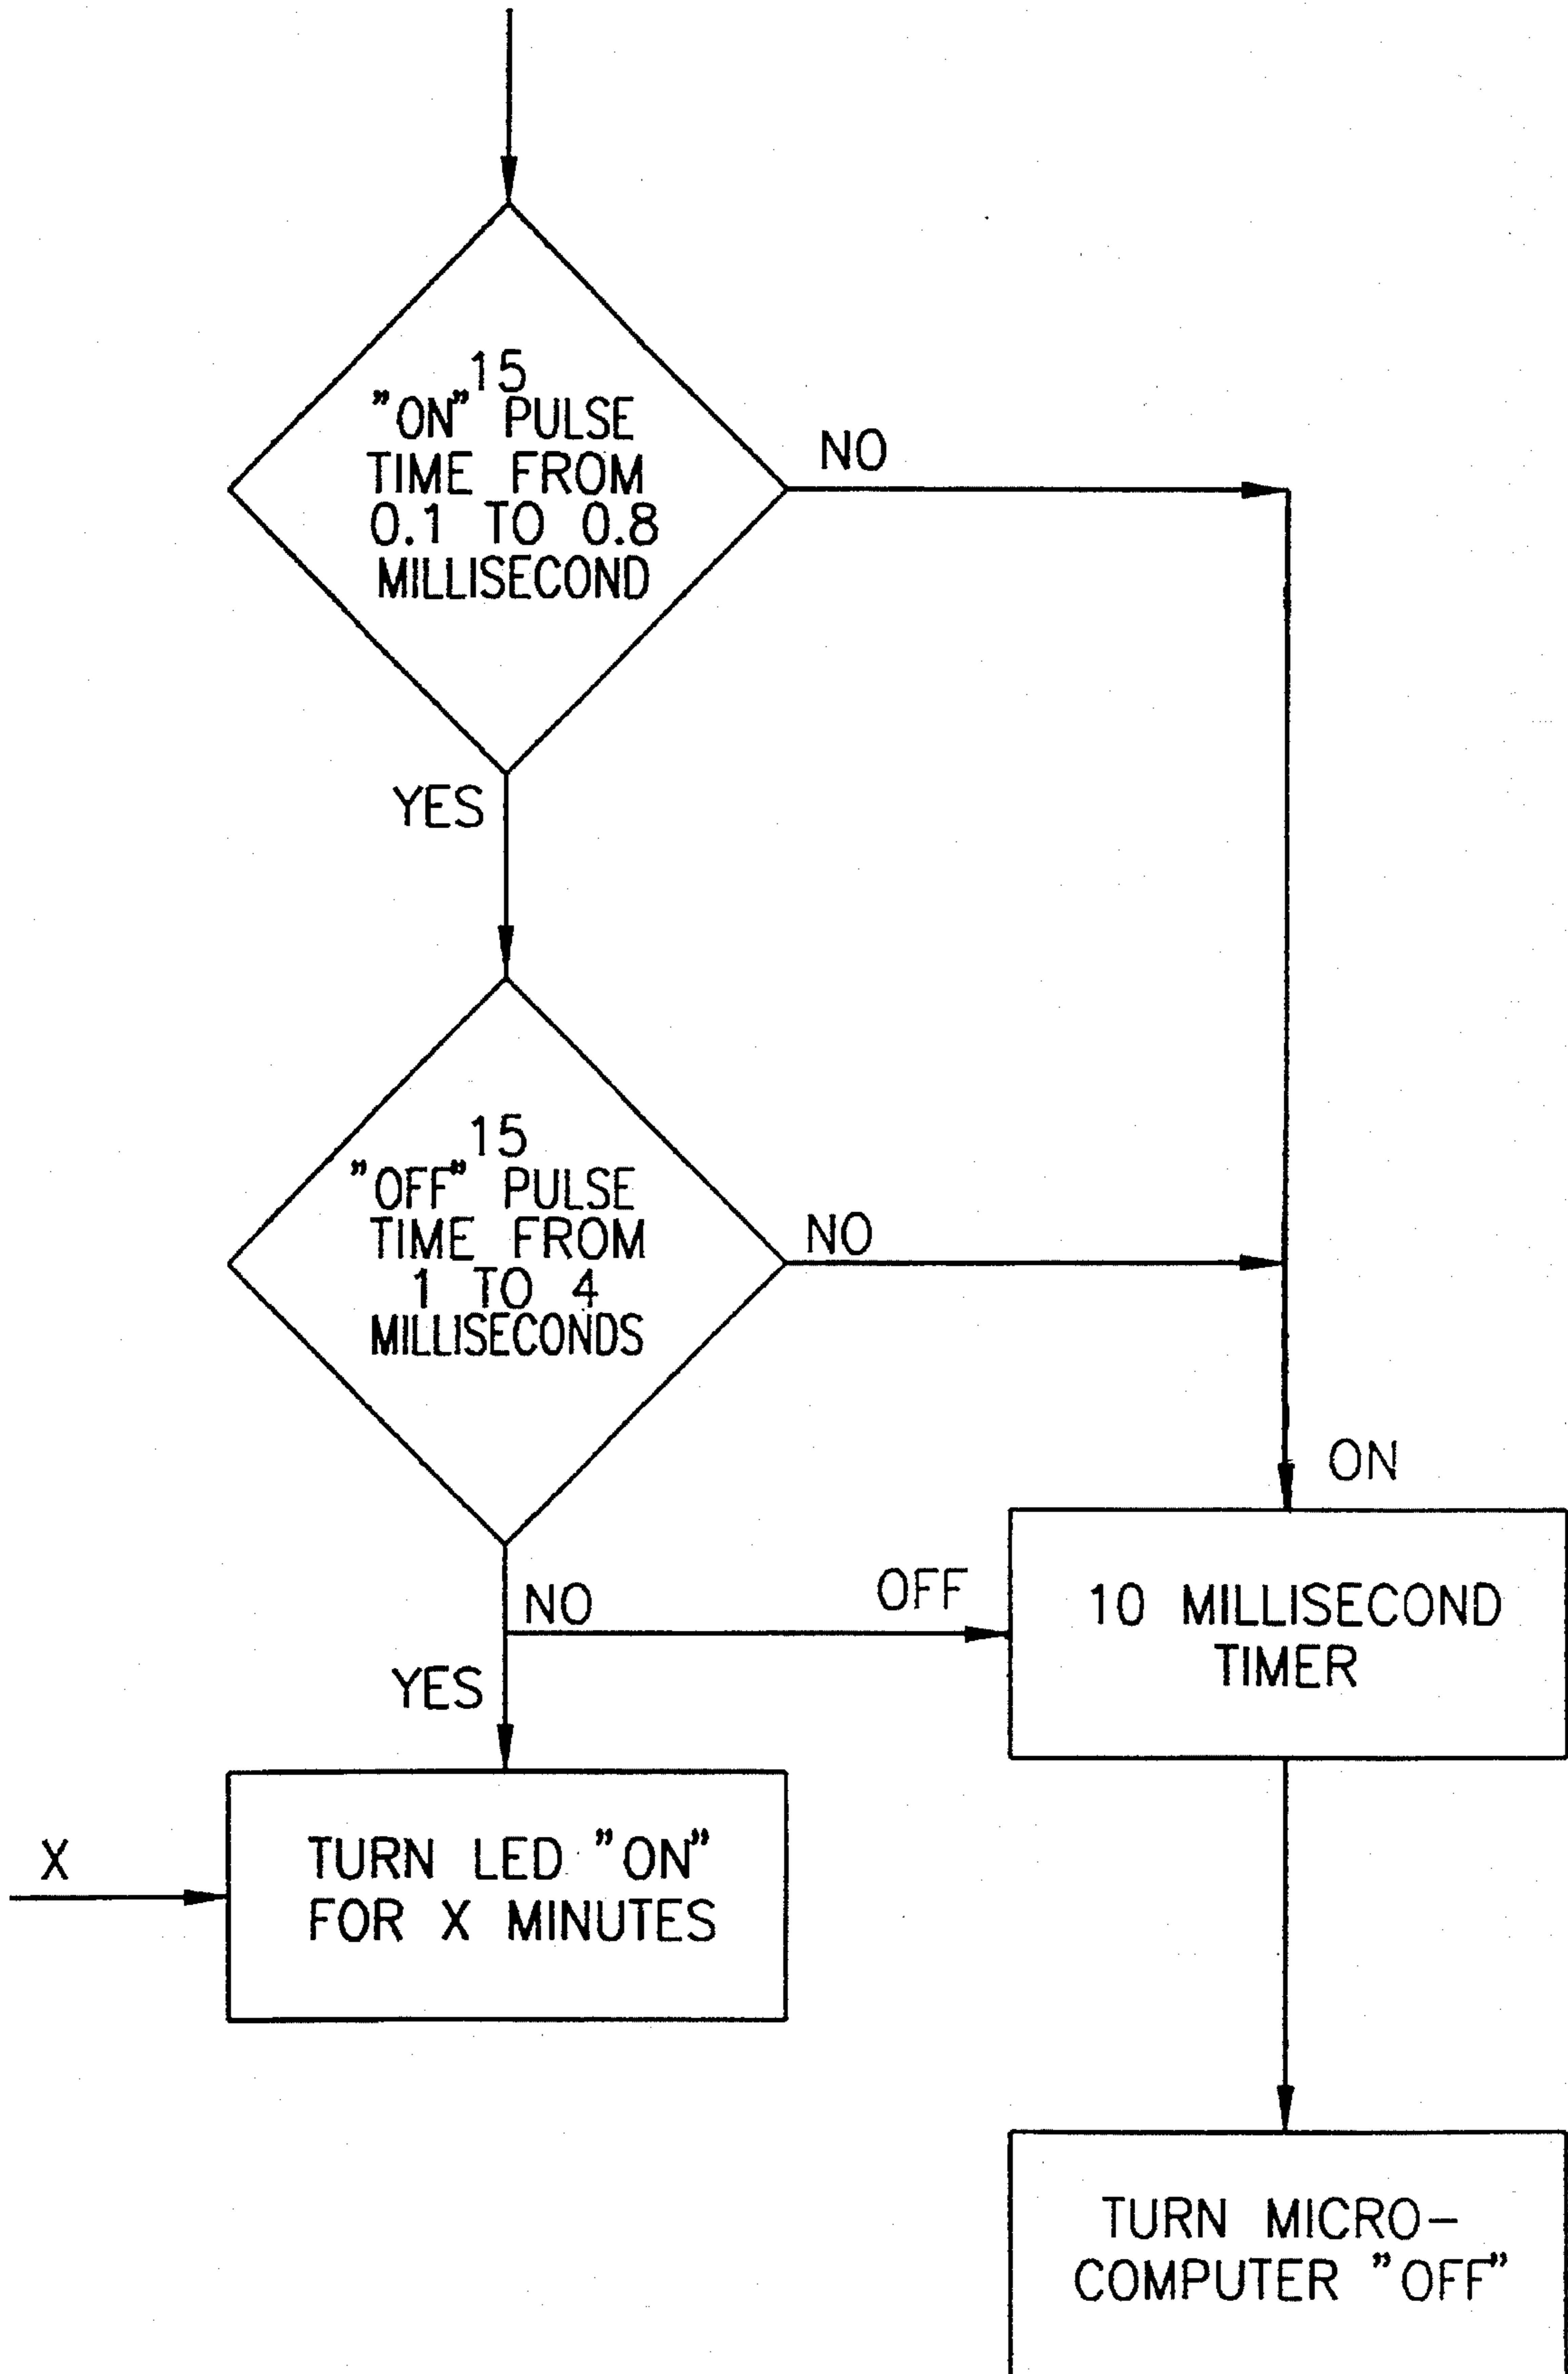 15
"ON" PULSE
TIME FROM
0.1 TO 0.8
MILLISECOND
NO
YES
15
"OFF" PULSE
TIME FROM
1 TO 4
MILLISECONDS
NO
ON
NO
OFF
10 MILLISECOND
TIMER
YES
X
TURN LED "ON"
FOR X MINUTES
TURN MICRO-
COMPUTER "OFF"